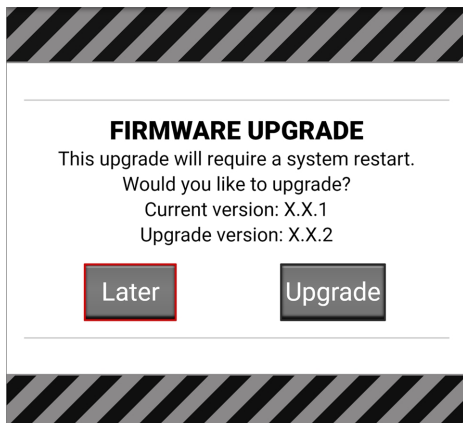 FIRMWARE UPGRADE
This upgrade will require a system restart.
Would you like to upgrade?
Current version: X.X.1
Upgrade version: X.X.2
Later Upgrade